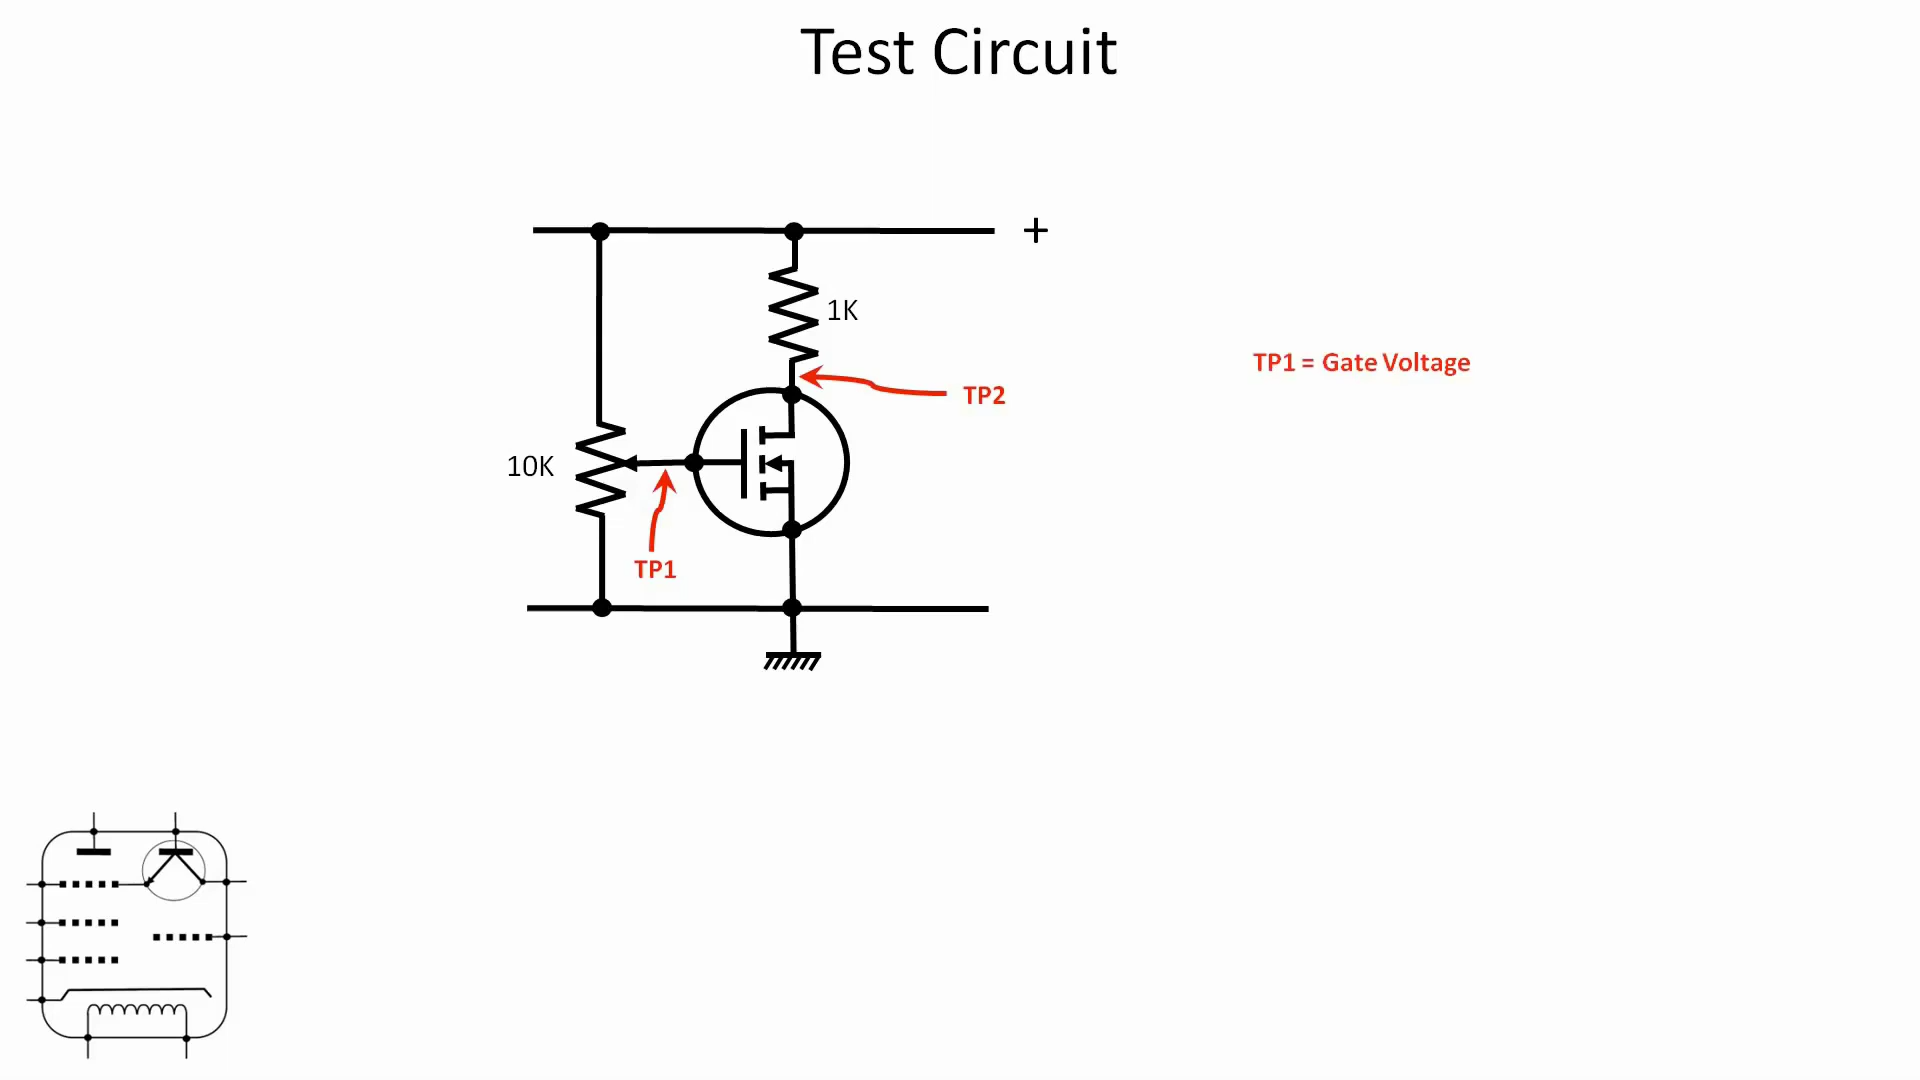 Test Circuit
+
1K
TP1 = Gate Voltage
TP2
10K
TP1